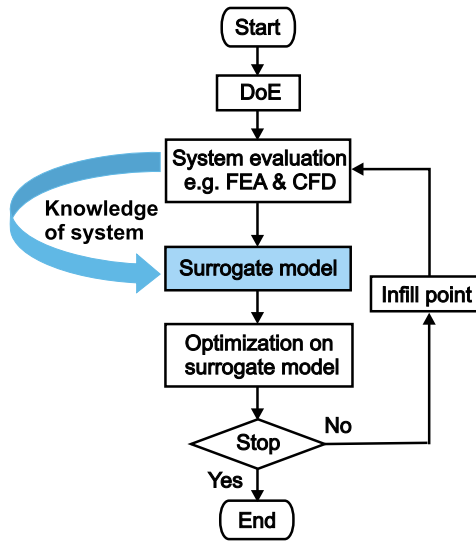 Start
DoE
System evaluation
e.g. FEA & CFD
Knowledge
of system
Surrogate model
Infill point
Optimization on
surrogate model
Stop
No
Yes
End